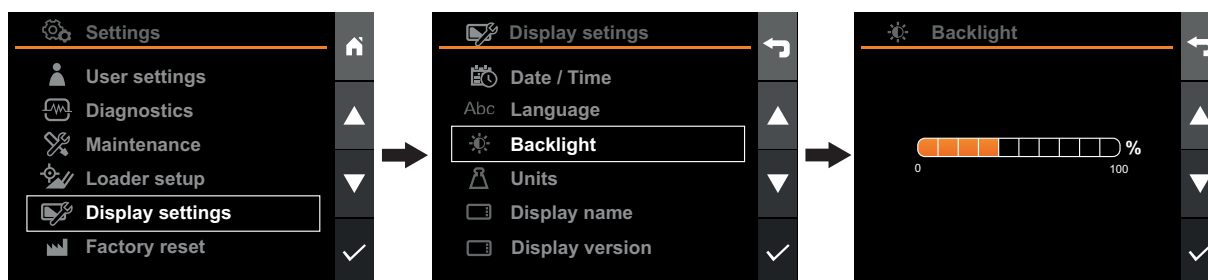 Settings
User settings
Diagnostics
Maintenance
Loader setup
Display settings
Factory reset
Display setings
Date / Time
Abc Language
Backlight
Units
Display name
Display version
Backlight
%
0 100